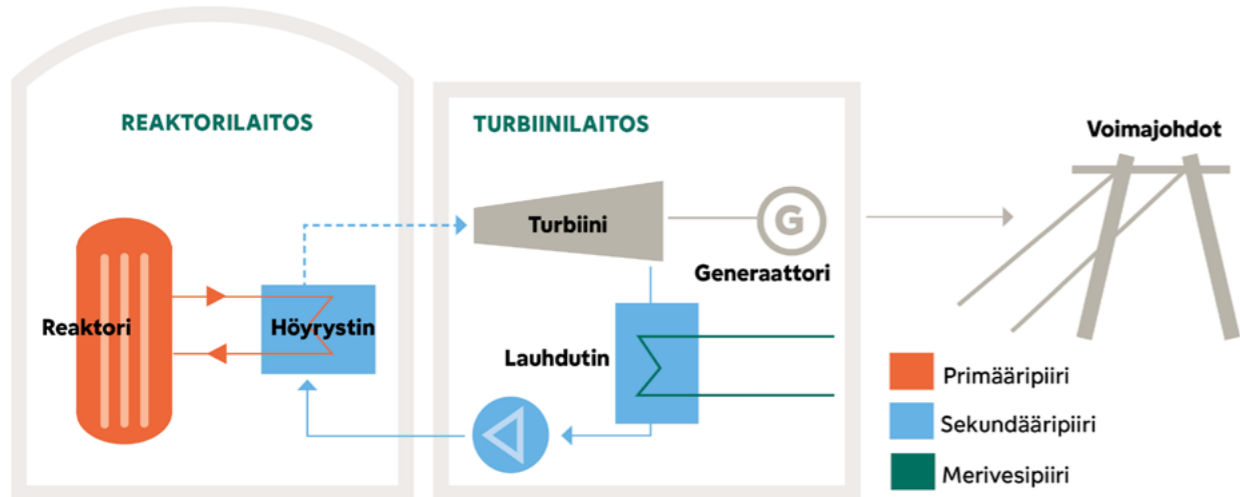 REAKTORILAITOS
TURBIINILAITOS
Voimajohdot
Turbiini
G
Generaattori
Reaktori
Höyrystin
Lauhdutin
Primääripiiri
Sekundääripiiri
Merivesipiiri